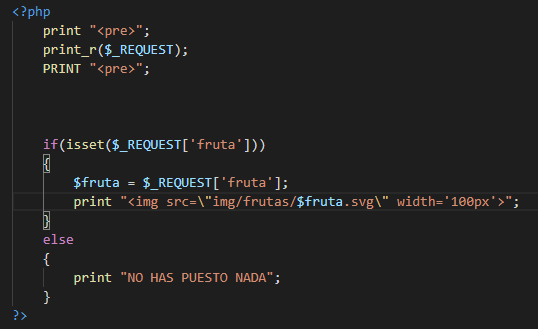 <?php
print "<pre>";
print_r($_REQUEST);
PRINT "<pre>";
if(isset($_REQUEST['fruta']))
{
$fruta = $_REQUEST['fruta'];
print "<img src=\"img/frutas/$fruta.svg\" width='100px'>";
}
else
{
print "NO HAS PUESTO NADA";
}
?>